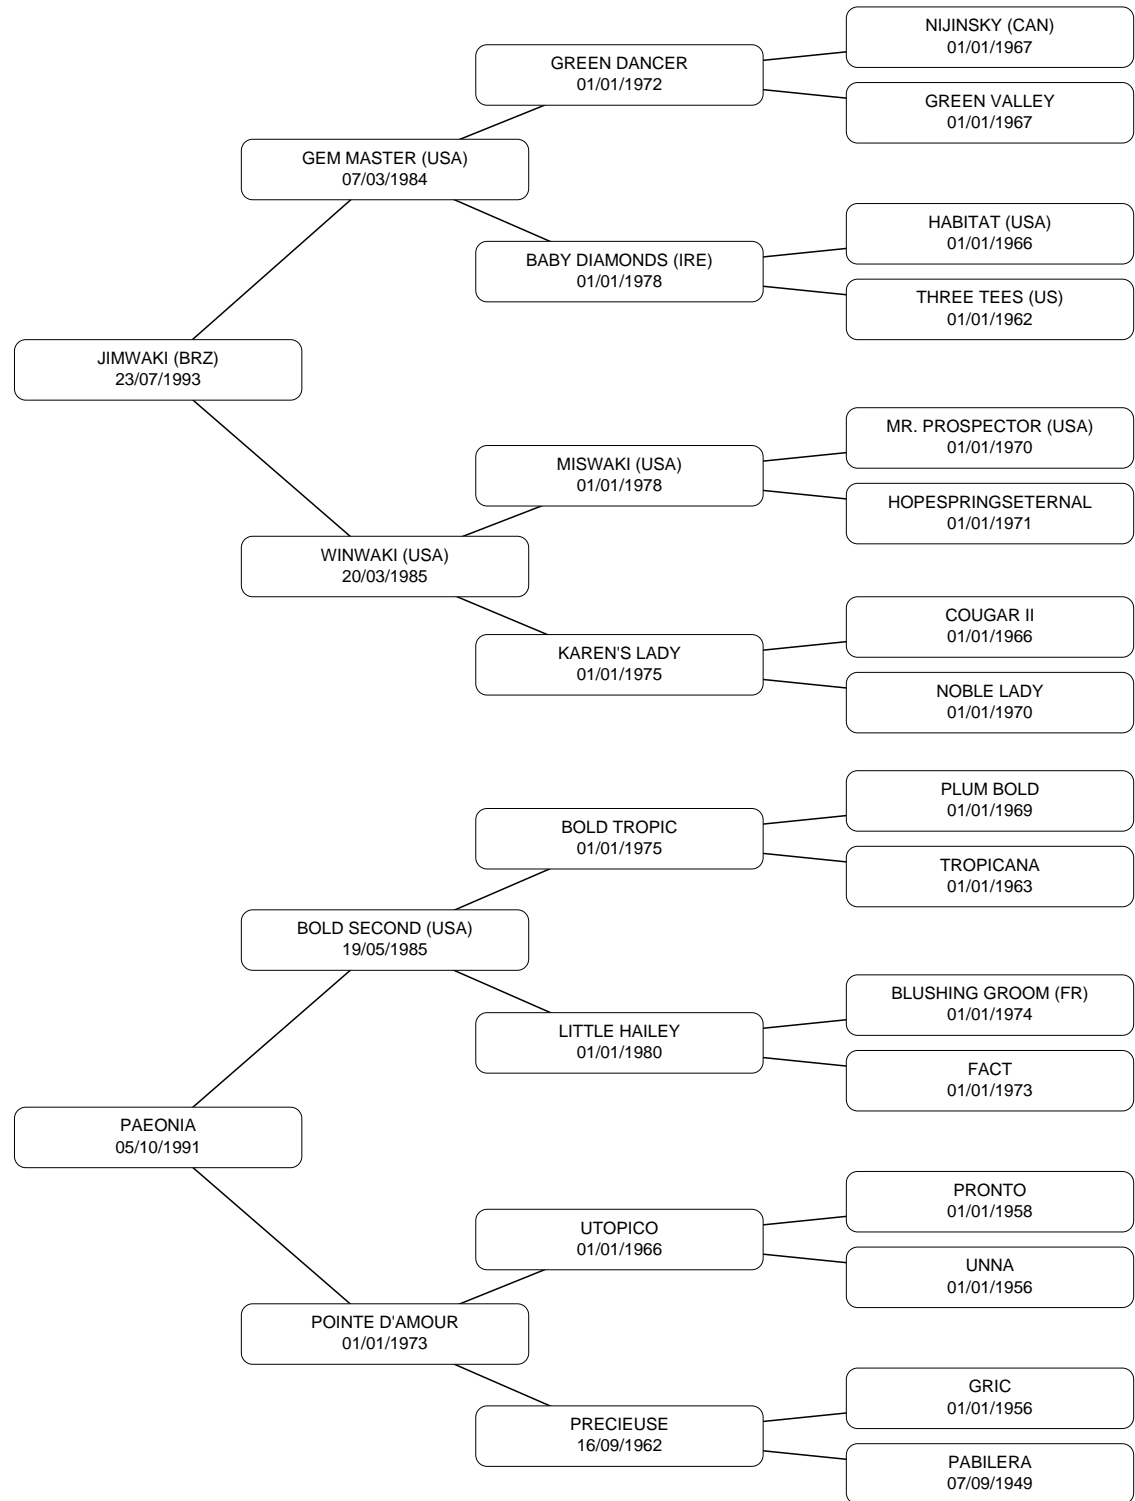 NIJINSKY (CAN)
01/01/1967
GREEN DANCER
01/01/1972
GREEN VALLEY
01/01/1967
GEM MASTER (USA)
07/03/1984
HABITAT (USA)
01/01/1966
BABY DIAMONDS (IRE)
01/01/1978
THREE TEES (US)
01/01/1962
JIMWAKI (BRZ)
23/07/1993
MR. PROSPECTOR (USA)
01/01/1970
MISWAKI (USA)
01/01/1978
HOPESPRINGSETERNAL
01/01/1971
WINWAKI (USA)
20/03/1985
COUGAR II
01/01/1966
KAREN'S LADY
01/01/1975
NOBLE LADY
01/01/1970
PLUM BOLD
01/01/1969
BOLD TROPIC
01/01/1975
TROPICANA
01/01/1963
BOLD SECOND (USA)
19/05/1985
BLUSHING GROOM (FR)
01/01/1974
LITTLE HAILEY
01/01/1980
FACT
01/01/1973
PAEONIA
05/10/1991
PRONTO
01/01/1958
UTOPICO
01/01/1966
UNNA
01/01/1956
POINTE D'AMOUR
01/01/1973
GRIC
01/01/1956
PRECIEUSE
16/09/1962
PABILERA
07/09/1949